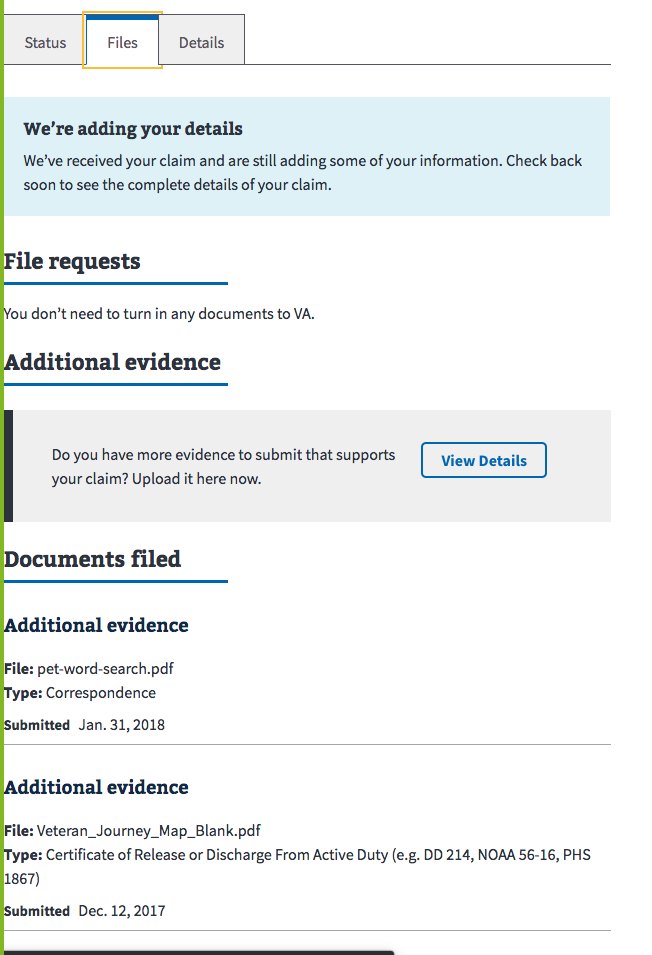 Status
Files
Details
We’re adding your details
We’ve received your claim and are still adding some of your information. Check back
soon to see the complete details of your claim.
File requests
You don’t need to turn in any documents to VA.
Additional evidence
Do you have more evidence to submit that supports
your claim? Upload it here now.
View Details
Documents filed
Additional evidence
File: pet-word-search.pdf
Type: Correspondence
Submitted Jan. 31, 2018
Additional evidence
File: Veteran_Journey_Map_Blank.pdf
Type: Certificate of Release or Discharge From Active Duty (e.g. DD 214, NOAA 56-16, PHS
1867)
Submitted Dec. 12, 2017